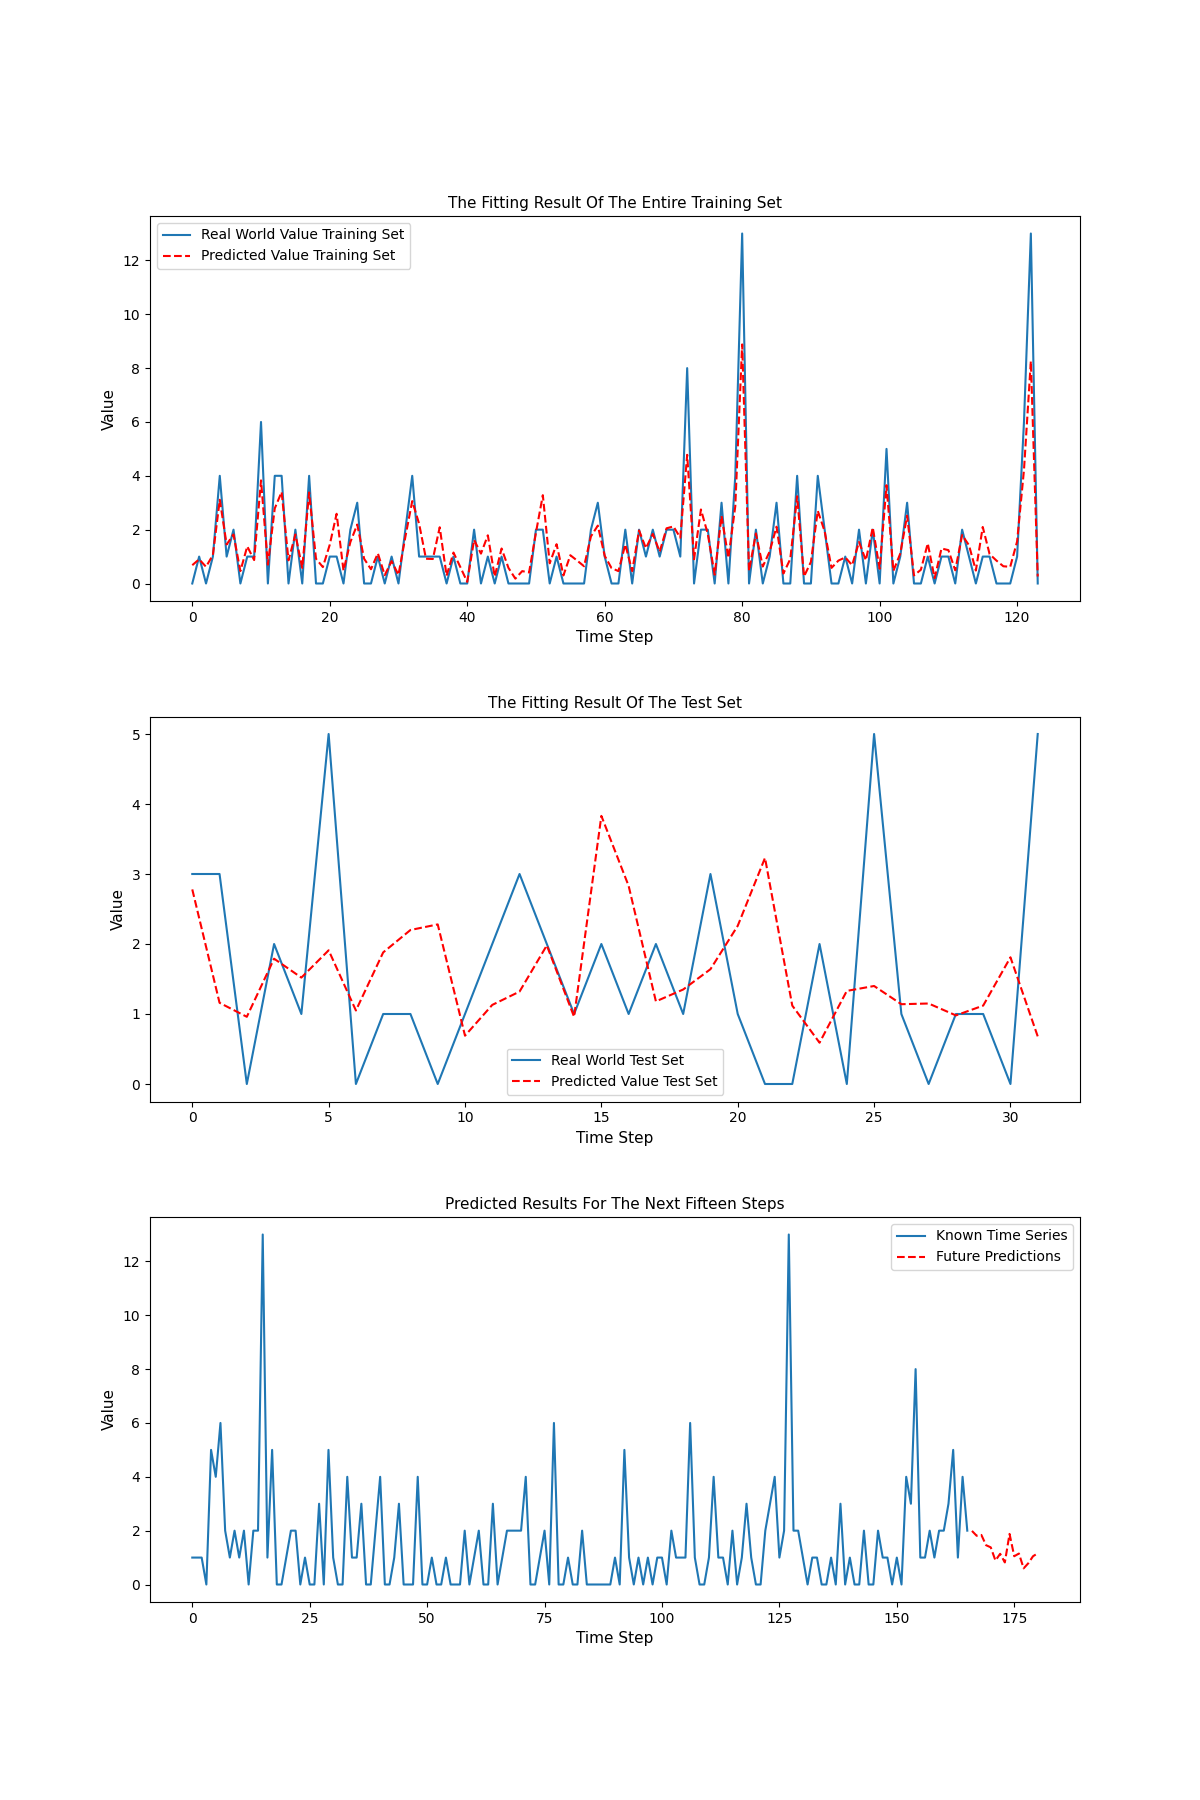 The Fitting Result Of The Entire Training Set
Real World Value Training Set
Predicted Value Training Set
12
10
8
6
4
2
0
Value
0 20 40 60 80 100 120
Time Step
The Fitting Result Of The Test Set
5
4
3
2
1
0
Value
Real World Test Set
Predicted Value Test Set
0 5 10 15 20 25 30
Time Step
Predicted Results For The Next Fifteen Steps
Known Time Series
Future Predictions
12
10
8
6
4
2
0
Value
0 25 50 75 100 125 150 175
Time Step